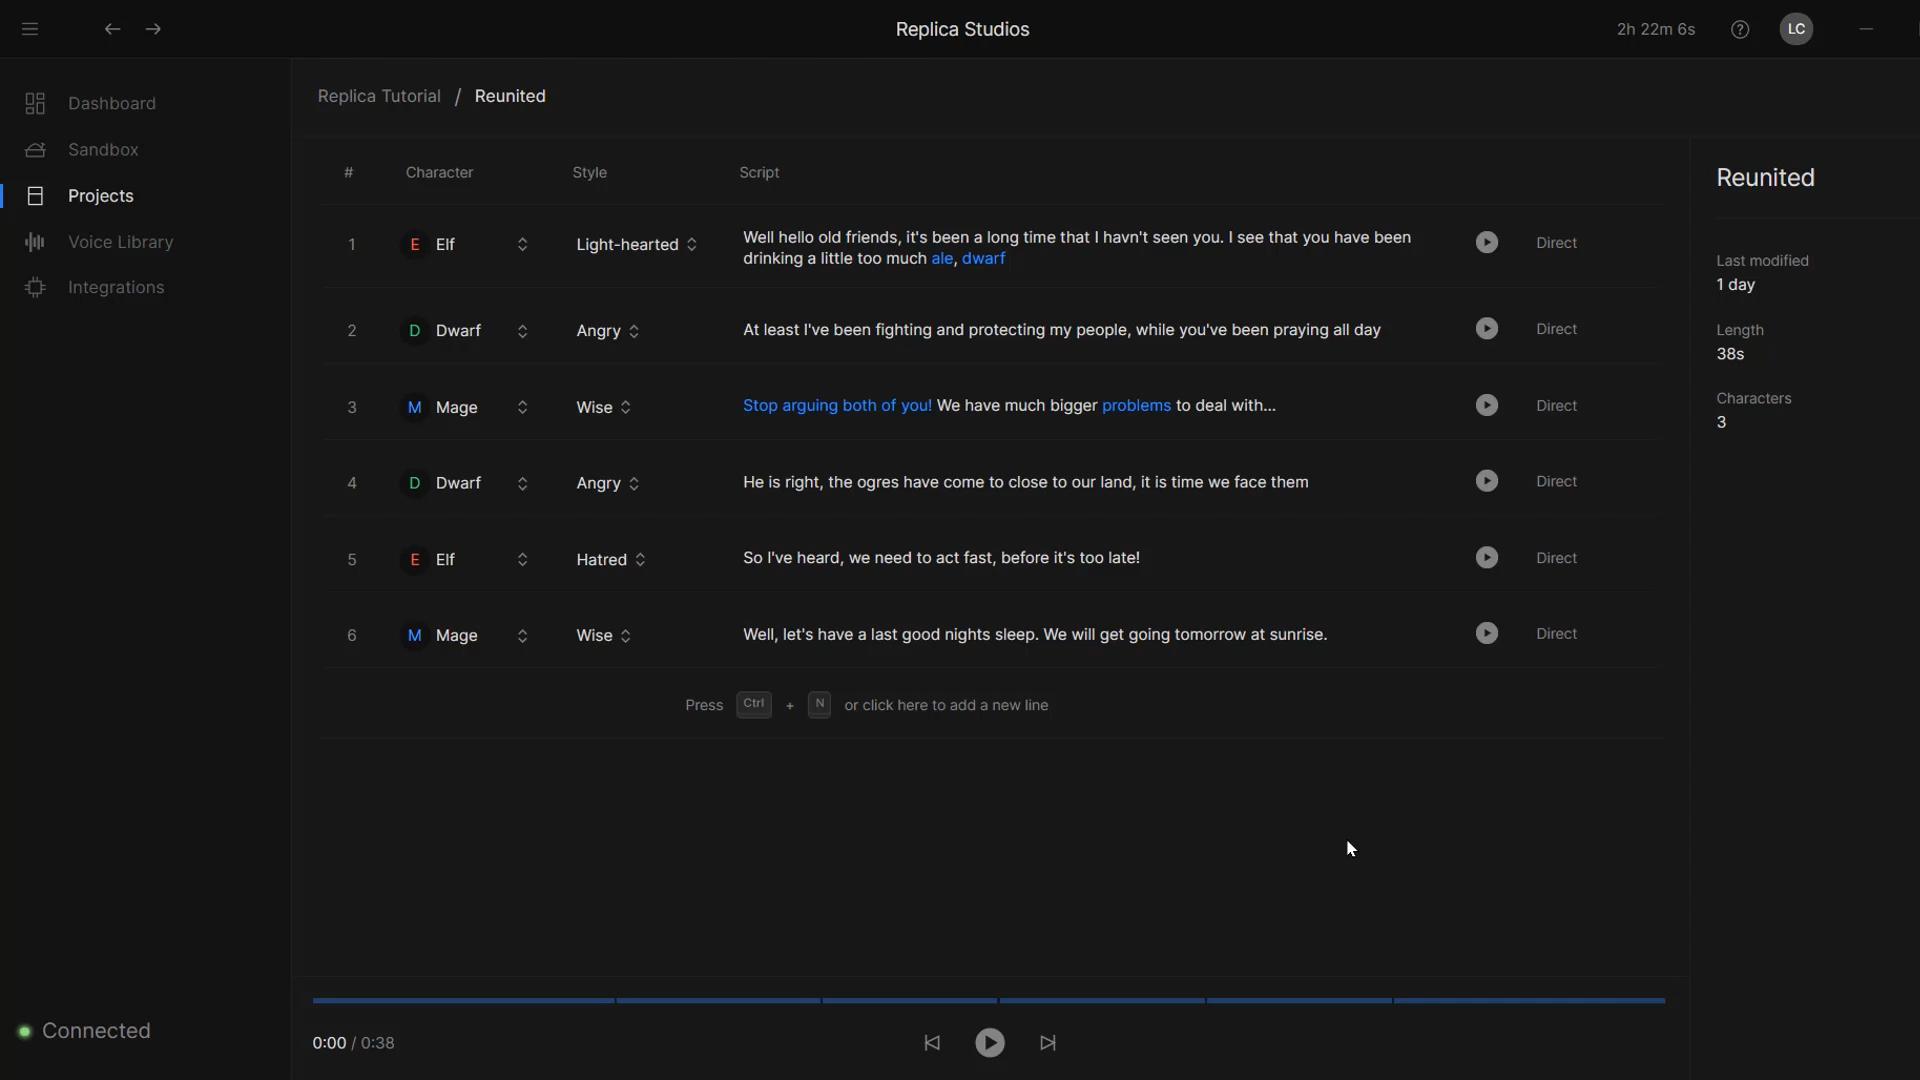 Replica Studios
2h 22m 6s
?
LC
Dashboard
Sandbox
Projects
Voice Library
Integrations
Connected
Replica Tutorial / Reunited
# Character Style Script
1 E Elf Light-hearted Well hello old friends, it's been a long time that I havn't seen you. I see that you have been
drinking a little too much ale, dwarf
Direct
2 D Dwarf Angry At least I've been fighting and protecting my people, while you've been praying all day Direct
3 M Mage Wise Stop arguing both of you! We have much bigger problems to deal with... Direct
4 D Dwarf Angry He is right, the ogres have come to close to our land, it is time we face them Direct
5 E Elf Hatred So I've heard, we need to act fast, before it's too late! Direct
6 M Mage Wise Well, let's have a last good nights sleep. We will get going tomorrow at sunrise. Direct
Press Ctrl + N or click here to add a new line
0:00 / 0:38
Reunited
Last modified
1 day
Length
38s
Characters
3